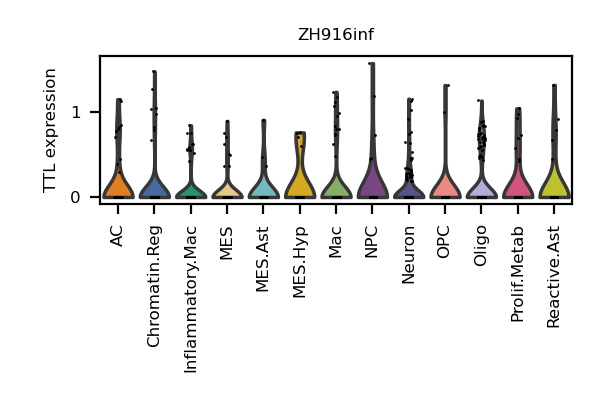 ZH916inf
TTL expression
1
0
AC
Chromatin.Reg
Inflammatory.Mac
MES
MES.Ast
MES.Hyp
Mac
NPC
Neuron
OPC
Oligo
Prolif.Metab
Reactive.Ast